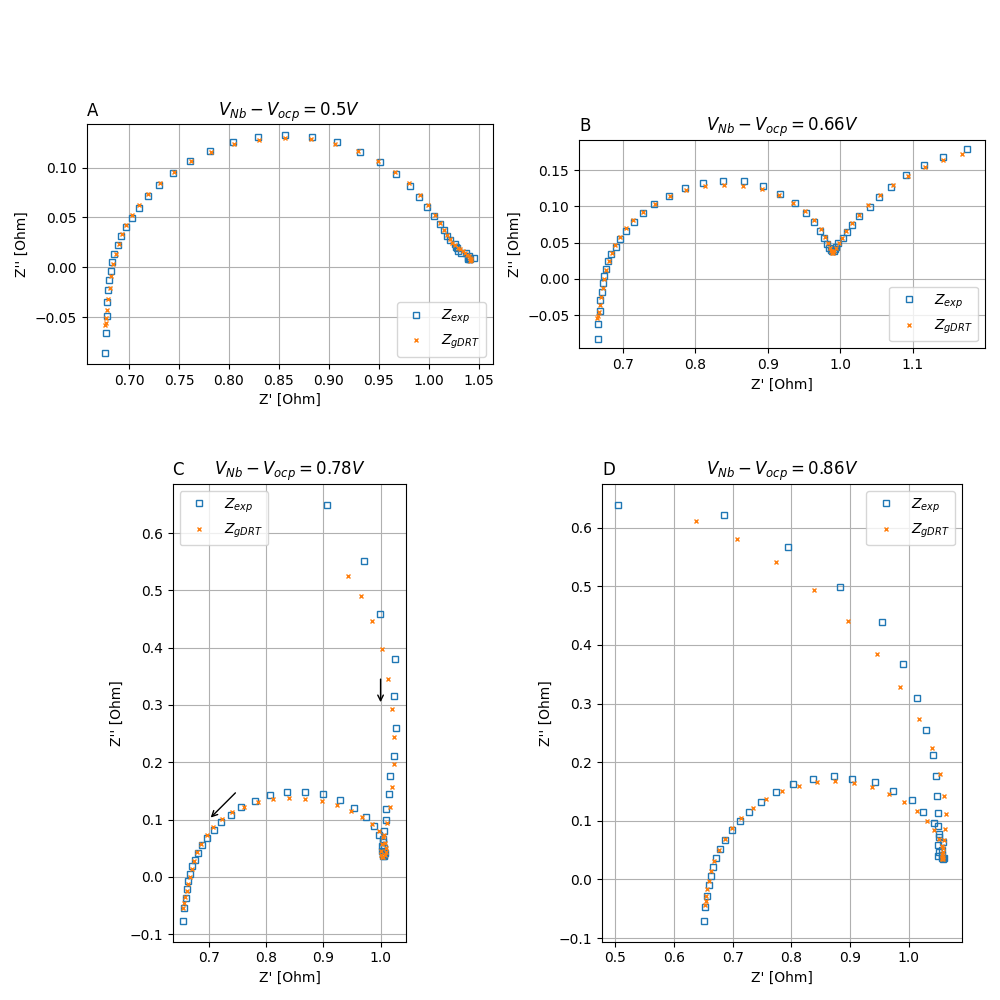 A
V_Nb − V_ocp = 0.5V
Z'' [Ohm]
0.10
0.05
0.00
−0.05
0.70 0.75 0.80 0.85 0.90 0.95 1.00 1.05
Z' [Ohm]
Z_exp
Z_gDRT
B
V_Nb − V_ocp = 0.66V
Z'' [Ohm]
0.15
0.10
0.05
0.00
−0.05
0.7 0.8 0.9 1.0 1.1
Z' [Ohm]
Z_exp
Z_gDRT
C
V_Nb − V_ocp = 0.78V
Z'' [Ohm]
0.6
0.5
0.4
0.3
0.2
0.1
0.0
−0.1
0.7 0.8 0.9 1.0
Z' [Ohm]
Z_exp
Z_gDRT
D
V_Nb − V_ocp = 0.86V
Z'' [Ohm]
0.6
0.5
0.4
0.3
0.2
0.1
0.0
−0.1
0.5 0.6 0.7 0.8 0.9 1.0
Z' [Ohm]
Z_exp
Z_gDRT